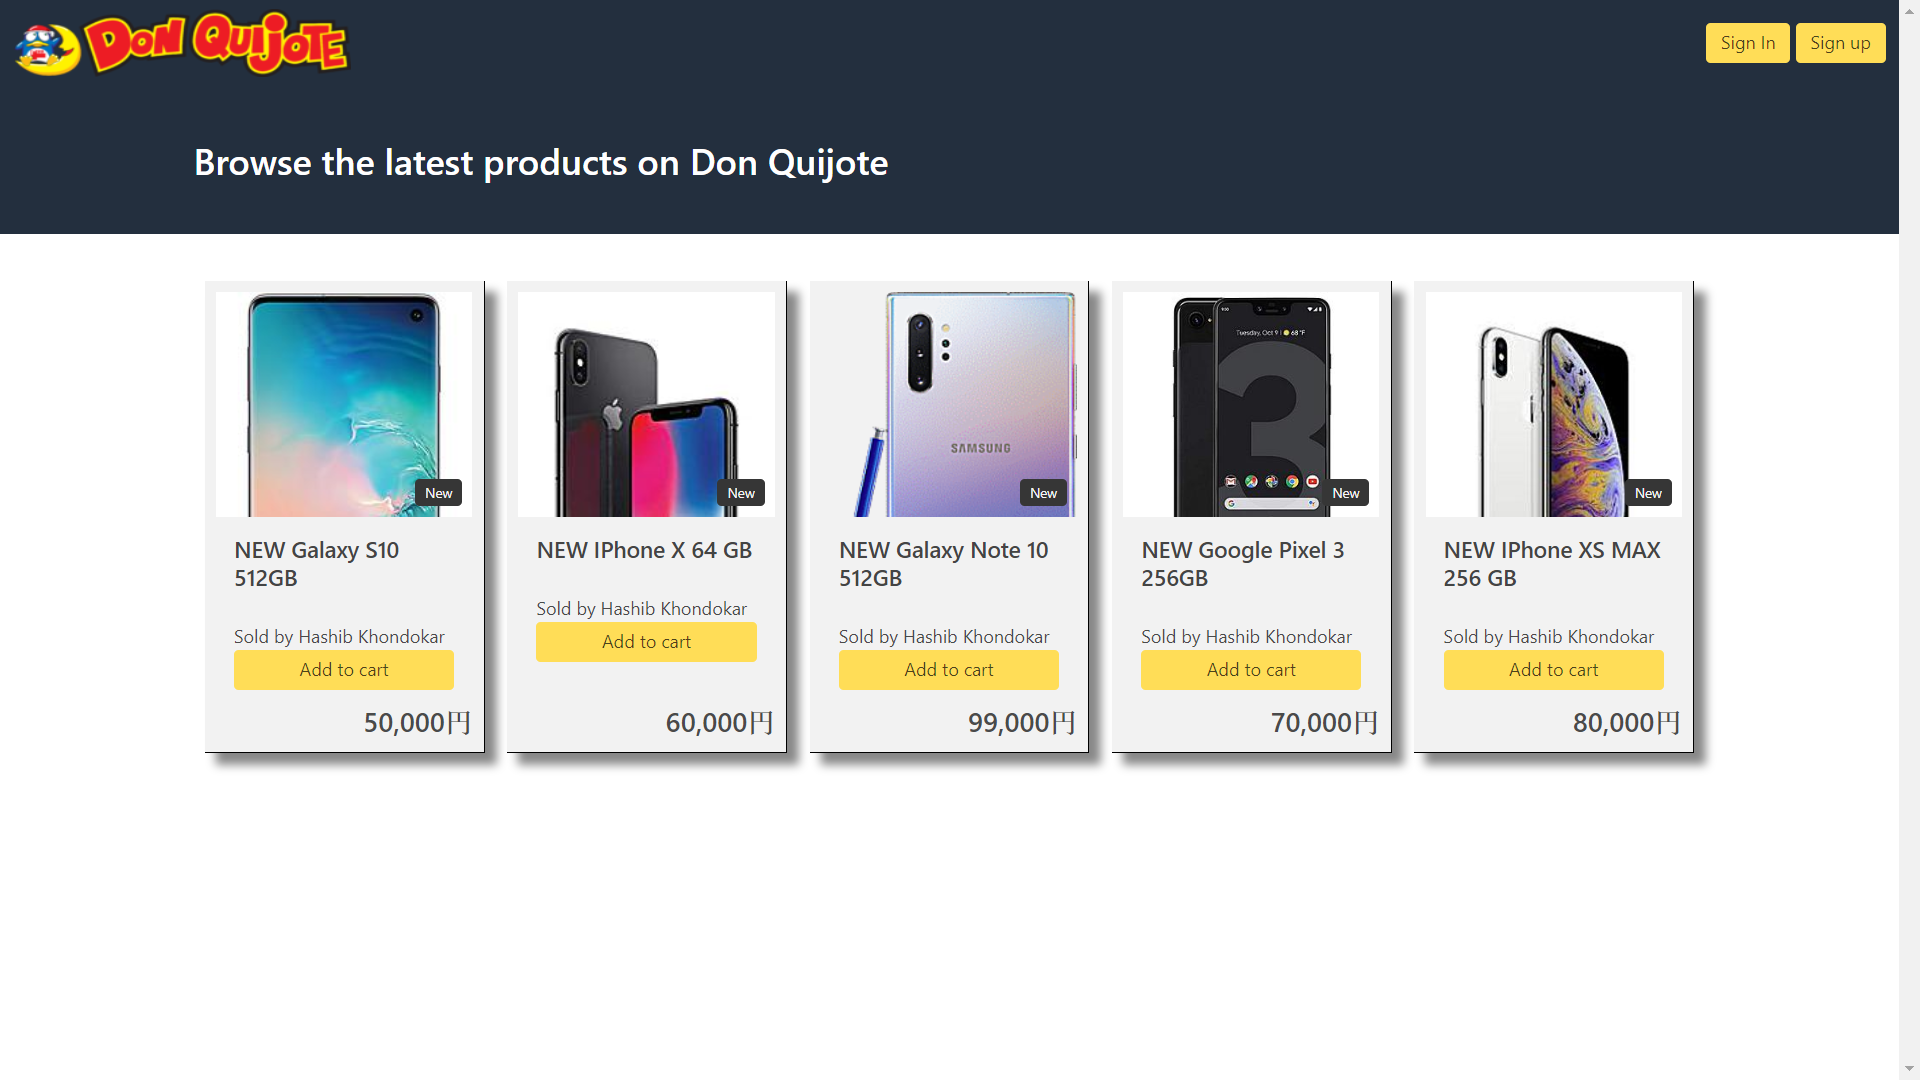 DON QUIJOTE
Sign In
Sign up
Browse the latest products on Don Quijote
New
NEW Galaxy S10
512GB
Sold by Hashib Khondokar
Add to cart
50,000円
New
NEW IPhone X 64 GB
Sold by Hashib Khondokar
Add to cart
60,000円
SAMSUNG
New
NEW Galaxy Note 10
512GB
Sold by Hashib Khondokar
Add to cart
99,000円
Tuesday, Oct 9 | 68 °F
3
New
NEW Google Pixel 3
256GB
Sold by Hashib Khondokar
Add to cart
70,000円
New
NEW IPhone XS MAX
256 GB
Sold by Hashib Khondokar
Add to cart
80,000円